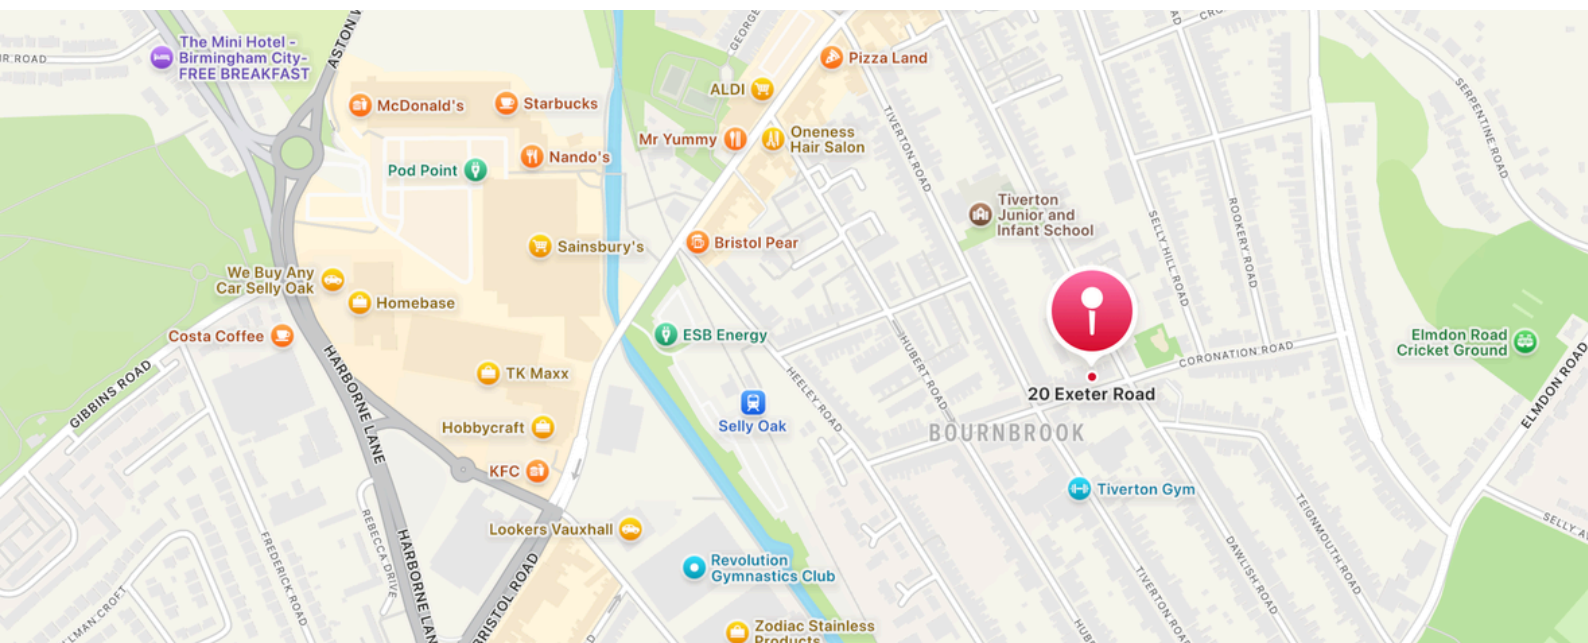 The Mini Hotel -
Birmingham City-
FREE BREAKFAST
ASTON
ROAD
McDonald's
Starbucks
Nando's
Pod Point
Sainsbury's
We Buy Any
Car Selly Oak
Homebase
Costa Coffee
GIBBINS ROAD
HARBORNE LANE
TK Maxx
Hobbycraft
KFC
Lookers Vauxhall
REBECCA DRIVE
FREDERICK ROAD
HARBORNE LAN
BRISTOL ROAD
GEORGE
Pizza Land
ALDI
Mr Yummy
Oneness
Hair Salon
TIVERTON ROAD
Bristol Pear
Tiverton
Junior and
Infant School
ESB Energy
Selly Oak
HEELEY ROAD
HUBERT ROAD
SELLY HILL ROAD
ROOKERY ROAD
SERPENTINE ROAD
20 Exeter Road
CORONATION ROAD
BOURNBROOK
Elmdon Road
Cricket Ground
ELMDON ROAD
Tiverton Gym
TEIGNMOUTH ROAD
DAWLISH ROAD
TIVERTON ROAD
HUB
SELLY
Revolution
Gymnastics Club
Zodiac Stainless
Products